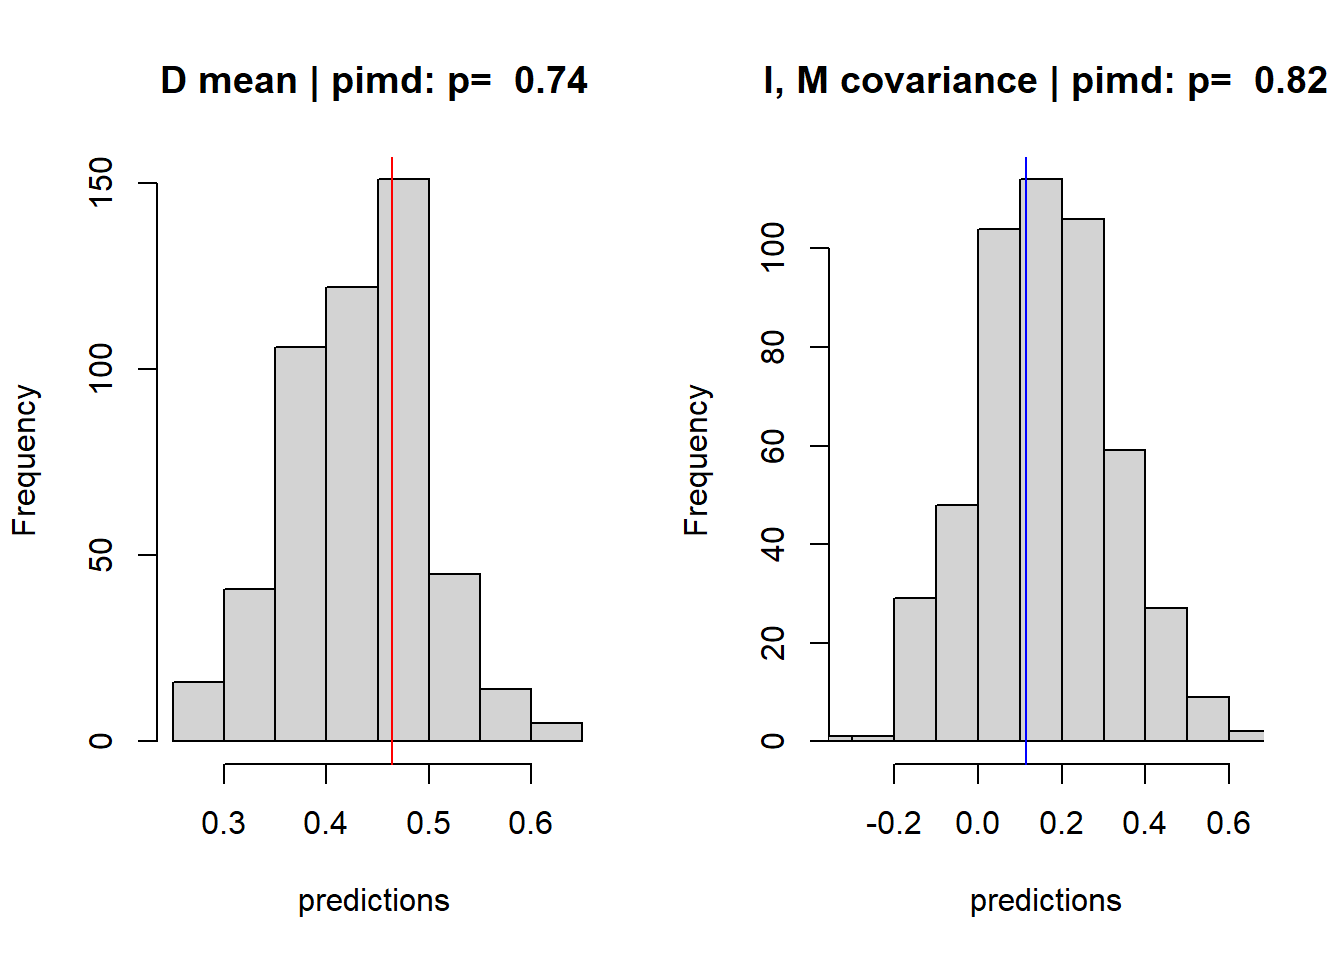 D mean | pimd: p=  0.74
Frequency
150
100
50
0
0.3 0.4 0.5 0.6
predictions
I, M covariance | pimd: p=  0.82
Frequency
100
80
60
40
20
0
-0.2 0.0 0.2 0.4 0.6
predictions